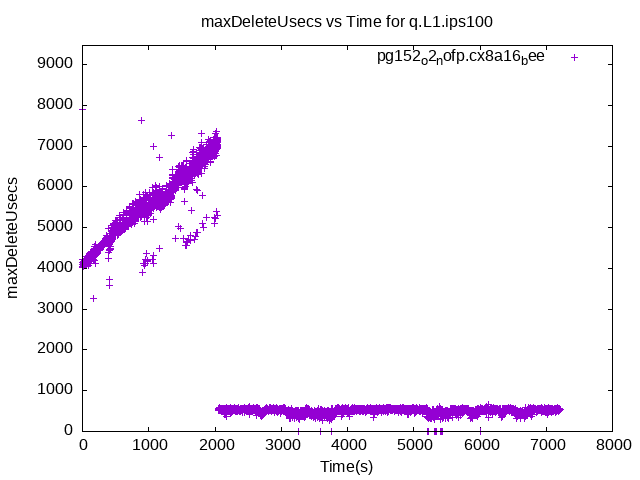 maxDeleteUsecs vs Time for q.L1.ips100
pg152o2nofp.cx8a16bee
9000
8000
7000
6000
5000
4000
3000
2000
1000
0
maxDeleteUsecs
0 1000 2000 3000 4000 5000 6000 7000 8000
Time(s)